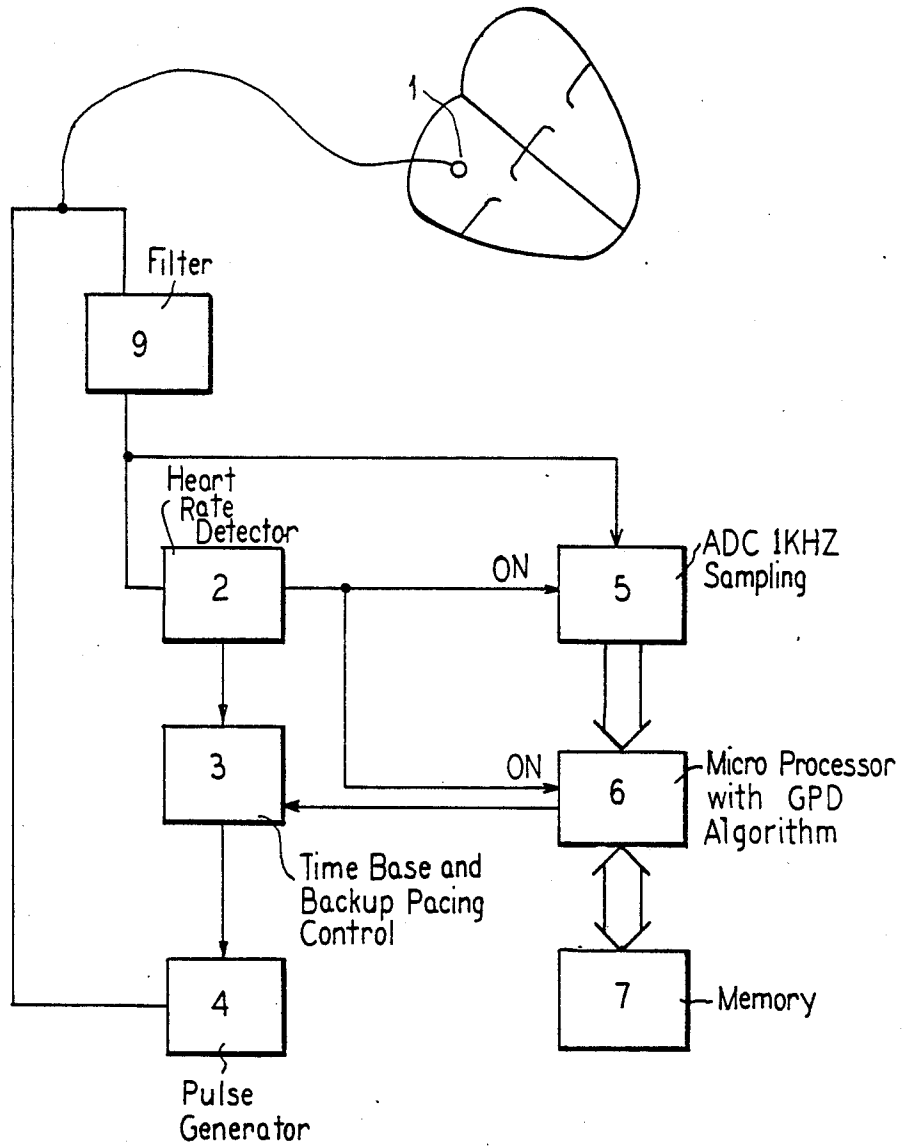 1
Filter
9
Heart
Rate
Detector
2
ON
5
ADC 1KHZ
Sampling
3
ON
6
Micro Processor
with GPD
Algorithm
Time Base and
Backup Pacing
Control
4
7
Memory
Pulse
Generator